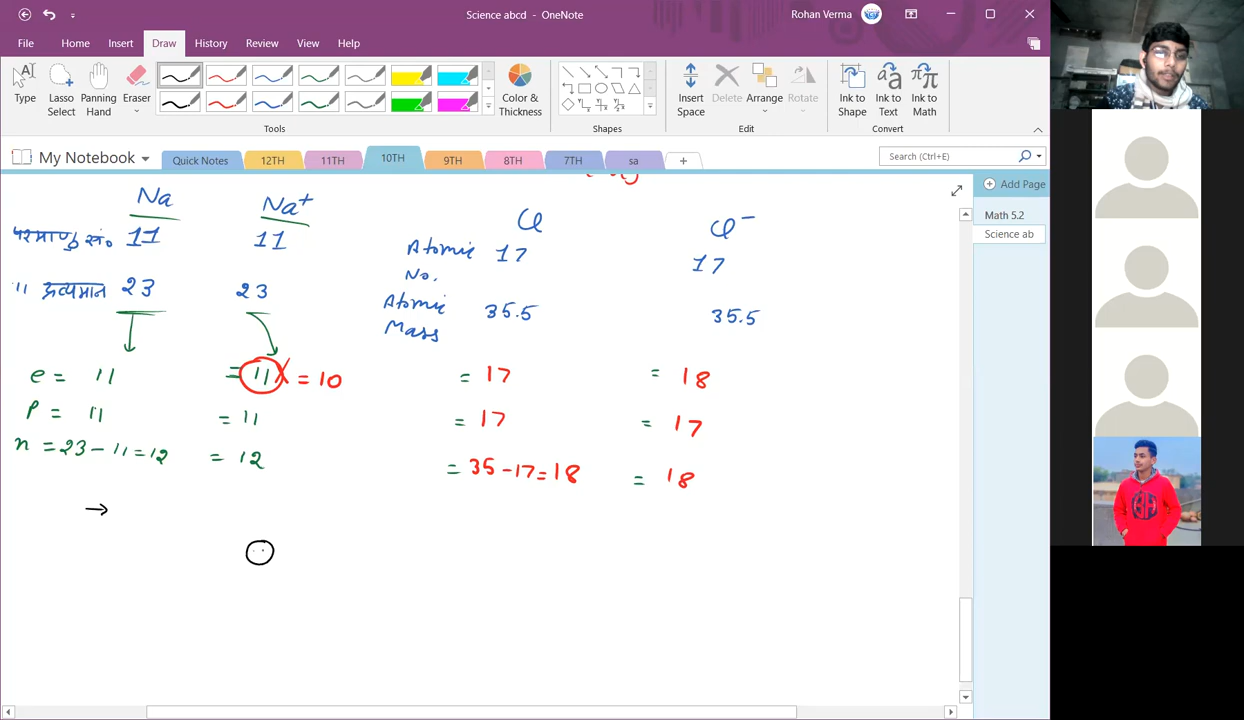 Science abcd - OneNote
Rohan Verma
File Home Insert Draw History Review View Help
Type
Lasso Select
Panning Hand
Eraser
Color & Thickness
Insert Space
Delete
Arrange
Rotate
Ink to Shape
Ink to Text
Ink to Math
Tools
Shapes
Edit
Convert
My Notebook
Quick Notes 12TH 11TH 10TH 9TH 8TH 7TH sa +
Search (Ctrl+E)
Add Page
Math 5.2
Science ab
Na Na⁺ Cl Cl⁻
परमाणु सं० 11 11 Atomic No. 17 17
" द्रव्यमान 23 23 Atomic Mass 35.5 35.5
e = 11 = 11 = 10 = 17 = 18
P = 11 = 11 = 17 = 17
n = 23 - 11 = 12 = 12 = 35 - 17 = 18 = 18
→